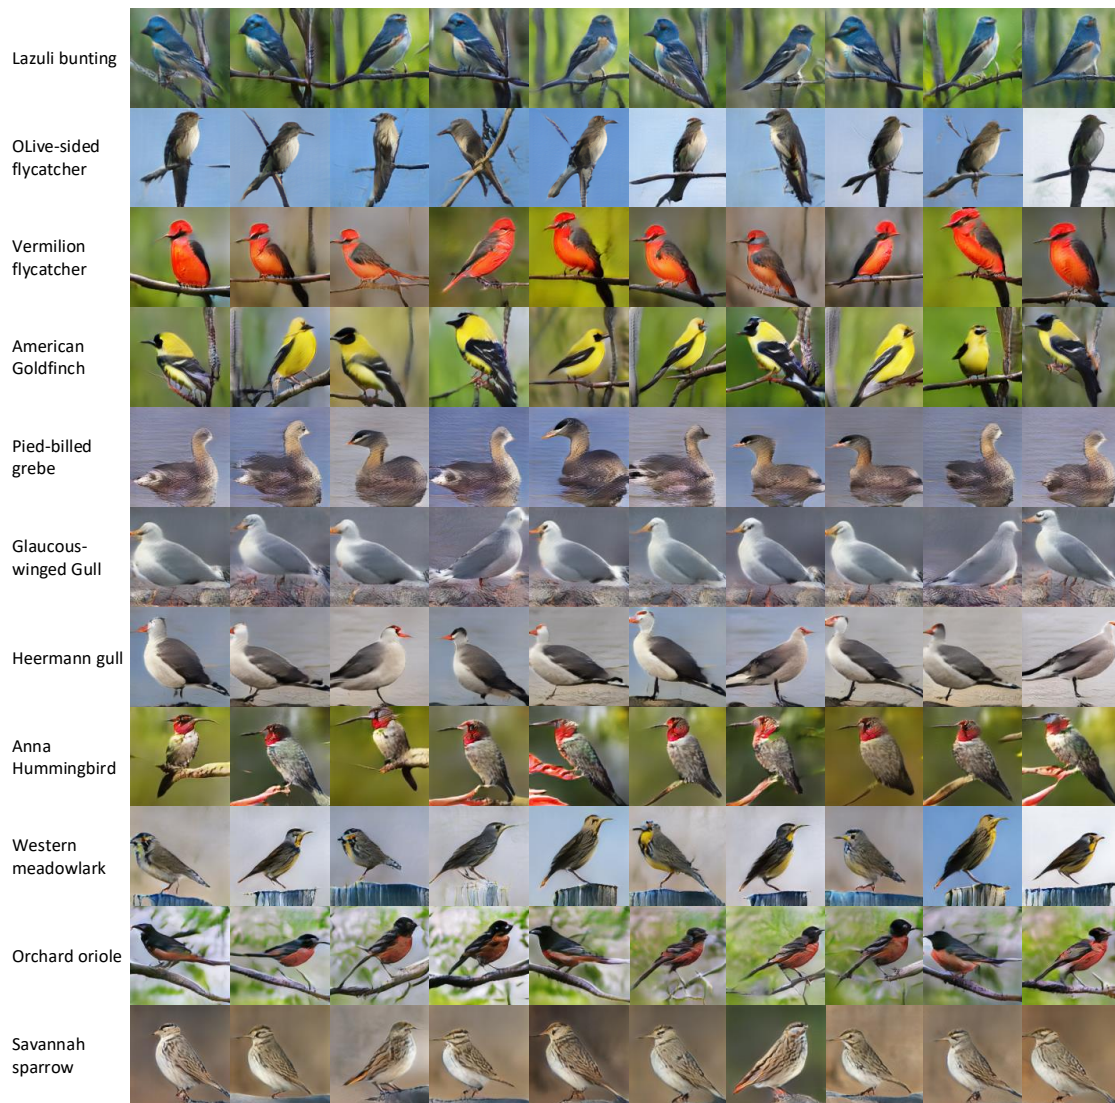 Lazuli bunting
OLive-sided
flycatcher
Vermilion
flycatcher
American
Goldfinch
Pied-billed
grebe
Glaucous-
winged Gull
Heermann gull
Anna
Hummingbird
Western
meadowlark
Orchard oriole
Savannah
sparrow